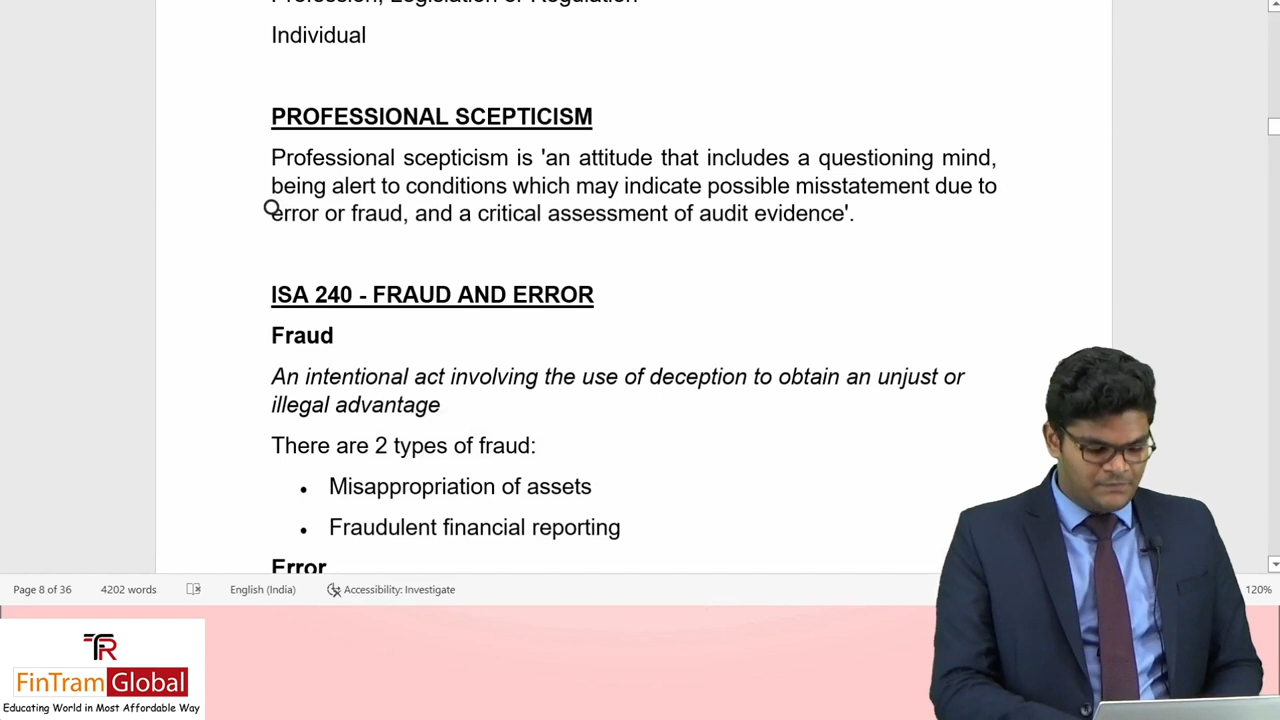 Profession, Legislation or Regulation
Individual
PROFESSIONAL SCEPTICISM
Professional scepticism is 'an attitude that includes a questioning mind,
being alert to conditions which may indicate possible misstatement due to
error or fraud, and a critical assessment of audit evidence'.
ISA 240 - FRAUD AND ERROR
Fraud
An intentional act involving the use of deception to obtain an unjust or
illegal advantage
There are 2 types of fraud:
• Misappropriation of assets
• Fraudulent financial reporting
Error
Page 8 of 36 4202 words English (India) Accessibility: Investigate 120%
FinTram Global
Educating World in Most Affordable Way